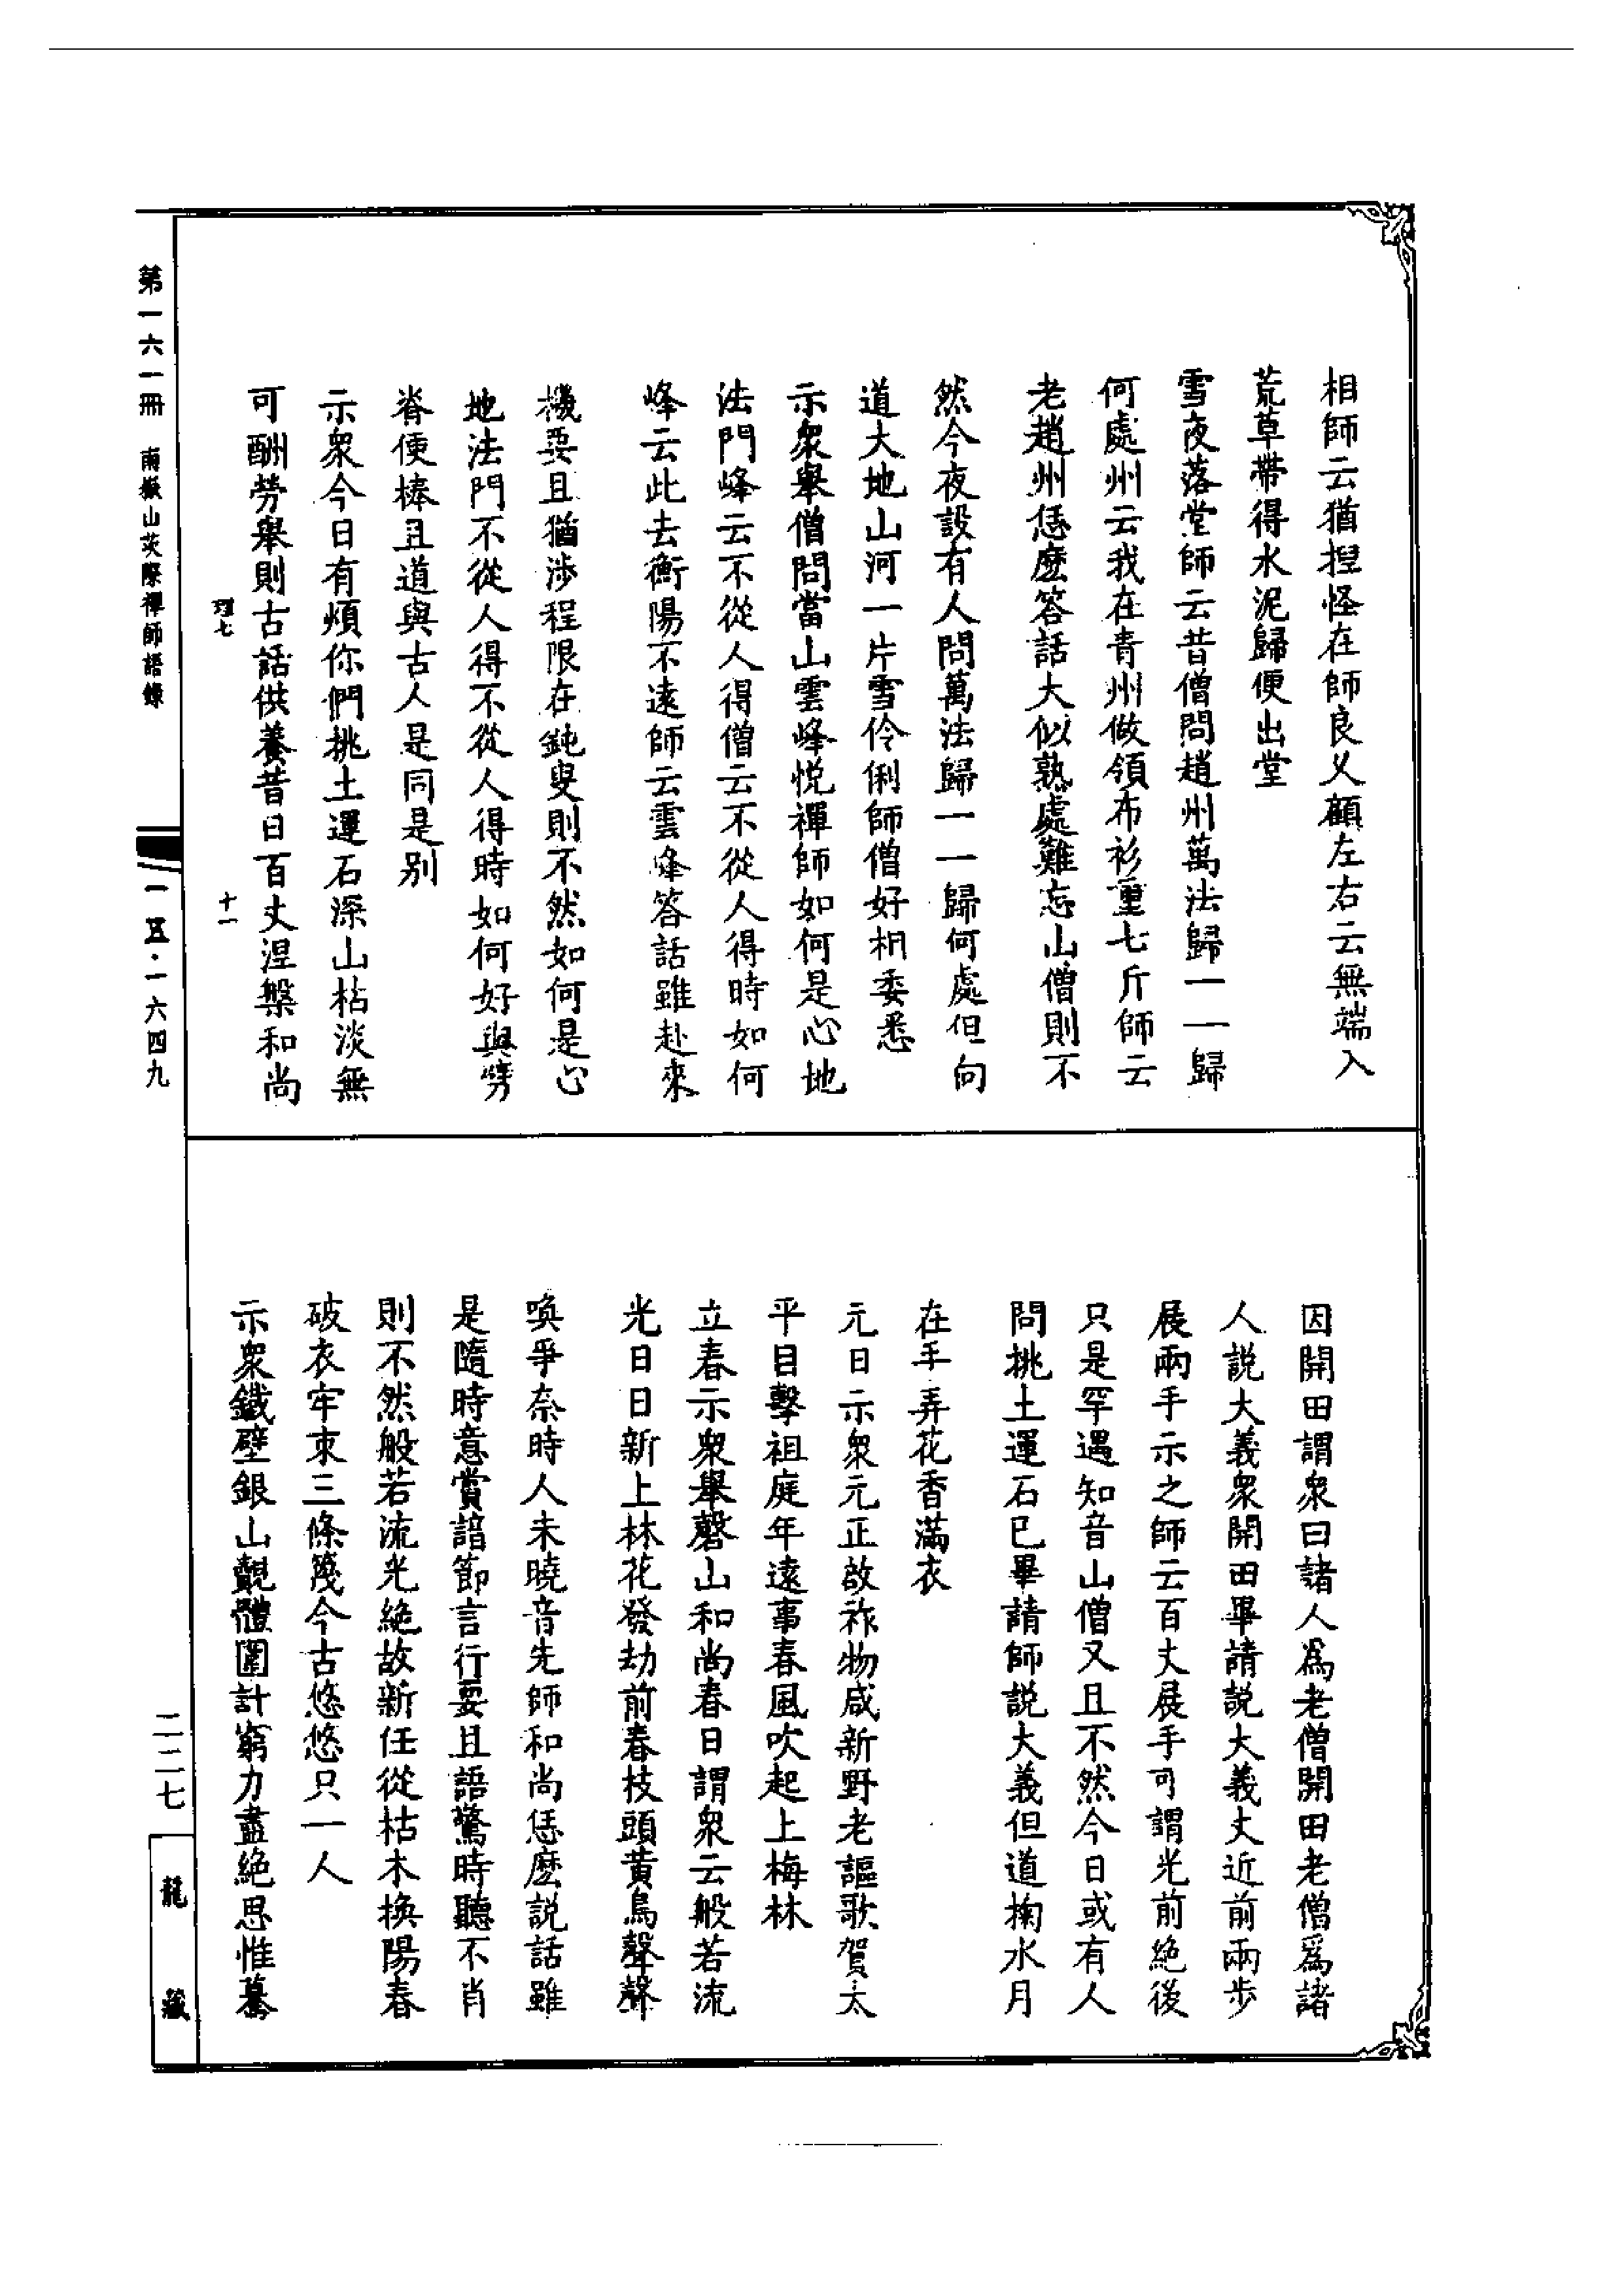 相師云猶揑怪在師良乂顧左右云無端入
荒草帶得水泥歸便出堂
雪夜落堂師云昔僧問趙州萬法歸一一歸
何處州云我在青州做領布衫重七斤師云
老趙州恁麽答話大似熟處難忘山僧則不
然今夜設有人問萬法歸一一歸何處但向
道大地山河一片雪伶俐師僧好相委悉
示衆舉僧問當山雲峰悅禪師如何是心地
法門峰云不從人得僧云不從人得時如何
峰云此去衡陽不遠師云雲峰答話雖赴來
機要且猶涉程限在鈍叟則不然如何是心
地法門不從人得不從人得時如何好與劈
脊便棒且道與古人是同是别
示衆今日有煩你們挑土運石深山枯淡無
可酬勞舉則古話供養昔日百丈涅槃和尚
理七
十一
因開田謂衆曰諸人爲老僧開田老僧爲諸
人説大義衆開田畢請説大義丈近前兩步
展兩手示之師云百丈展手可謂光前絶後
只是罕遇知音山僧又且不然今日或有人
問挑土運石已畢請師説大義但道掬水月
在手弄花香滿衣
元日示衆元正啟祚物咸新野老謳歌賀太
平目擊祖庭年遠事春風吹起上梅林
立春示衆舉磬山和尚春日謂衆云般若流
光日日新上林花發劫前春枝頭黄鳥聲聲
喚爭奈時人未曉音先師和尚恁麽説話雖
是隨時意賞諳節言行要且語驚時聽不肖
則不然般若流光絶故新任從枯木換陽春
破衣牢束三條篾今古悠悠只一人
示衆鐵壁銀山覿體圍計窮力盡絶思惟驀
第一六一册 南嶽山茨際禪師語錄
一五·一六四九
二二七
龍藏